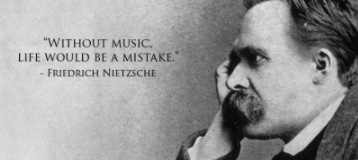 "WITHOUT MUSIC,
LIFE WOULD BE A MISTAKE."
- FRIEDRICH NIETZSCHE